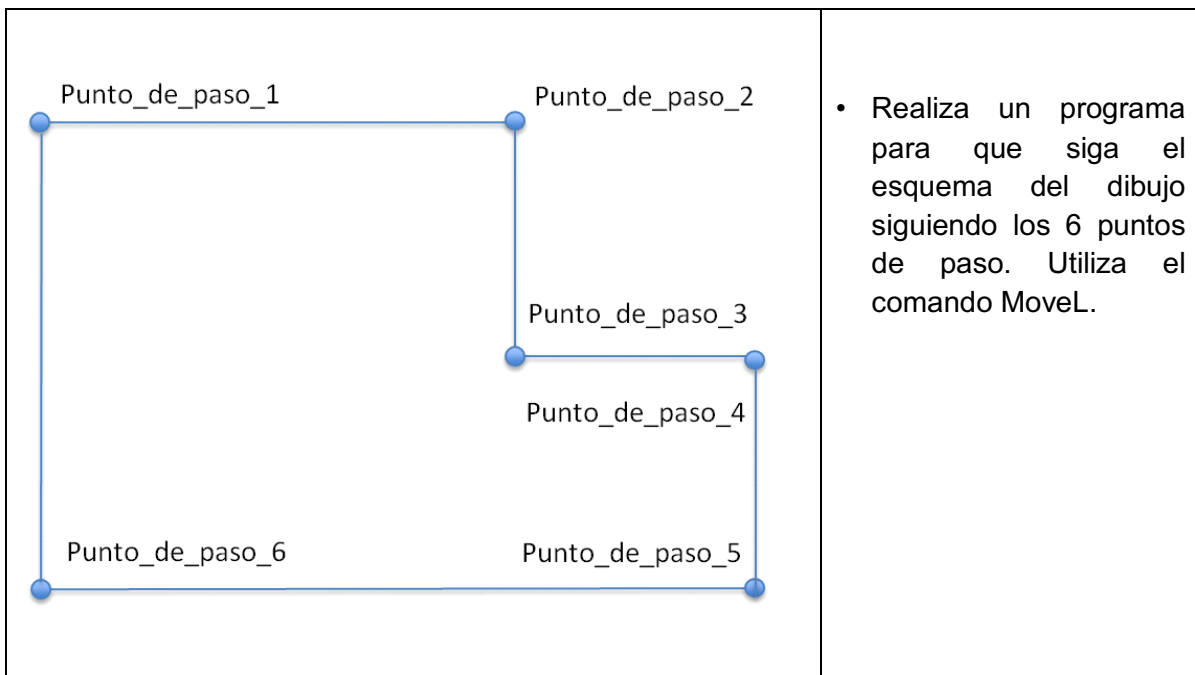 Punto_de_paso_1
Punto_de_paso_2
Punto_de_paso_3
Punto_de_paso_4
Punto_de_paso_6
Punto_de_paso_5
• Realiza un programa
para que siga el
esquema del dibujo
siguiendo los 6 puntos
de paso. Utiliza el
comando MoveL.